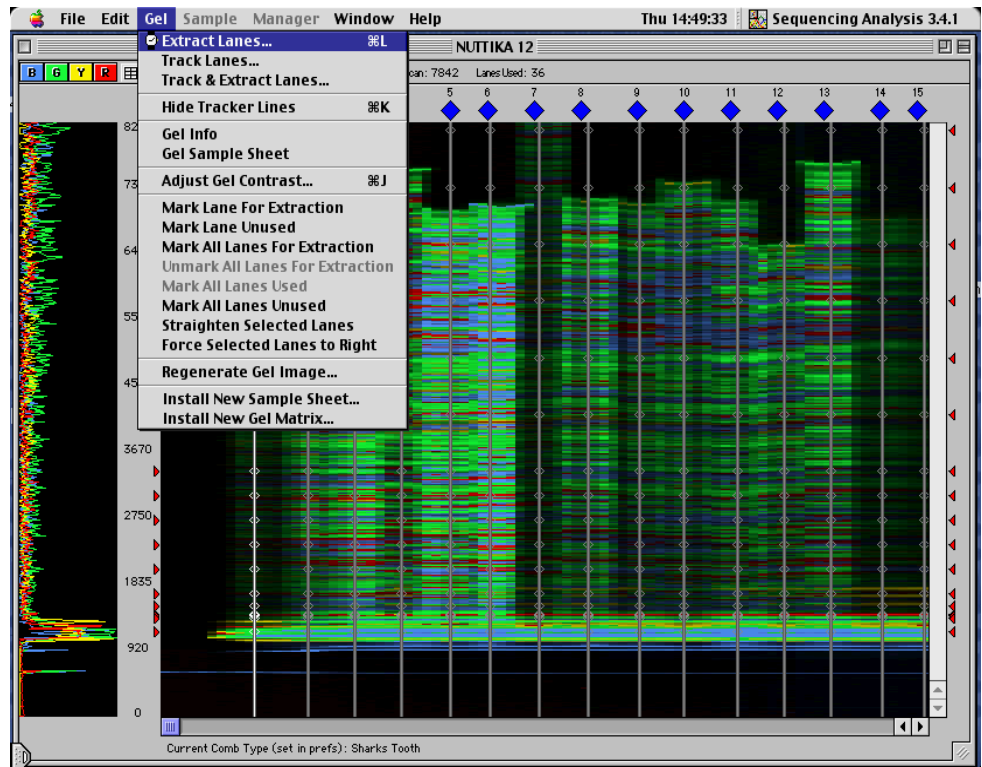 File Edit Gel Sample Manager Window Help Thu 14:49:33 Sequencing Analysis 3.4.1
NUTTIKA 12
B G Y R can: 7842 Lanes Used: 36
5 6 7 8 9 10 11 12 13 14 15
Extract Lanes... ⌘L
Track Lanes...
Track & Extract Lanes...
Hide Tracker Lines ⌘K
Gel Info
Gel Sample Sheet
Adjust Gel Contrast... ⌘J
Mark Lane For Extraction
Mark Lane Unused
Mark All Lanes For Extraction
Unmark All Lanes For Extraction
Mark All Lanes Used
Mark All Lanes Unused
Straighten Selected Lanes
Force Selected Lanes to Right
Regenerate Gel Image...
Install New Sample Sheet...
Install New Gel Matrix...
82
73
64
55
45
3670
2750
1835
920
0
Current Comb Type (set in prefs): Sharks Tooth